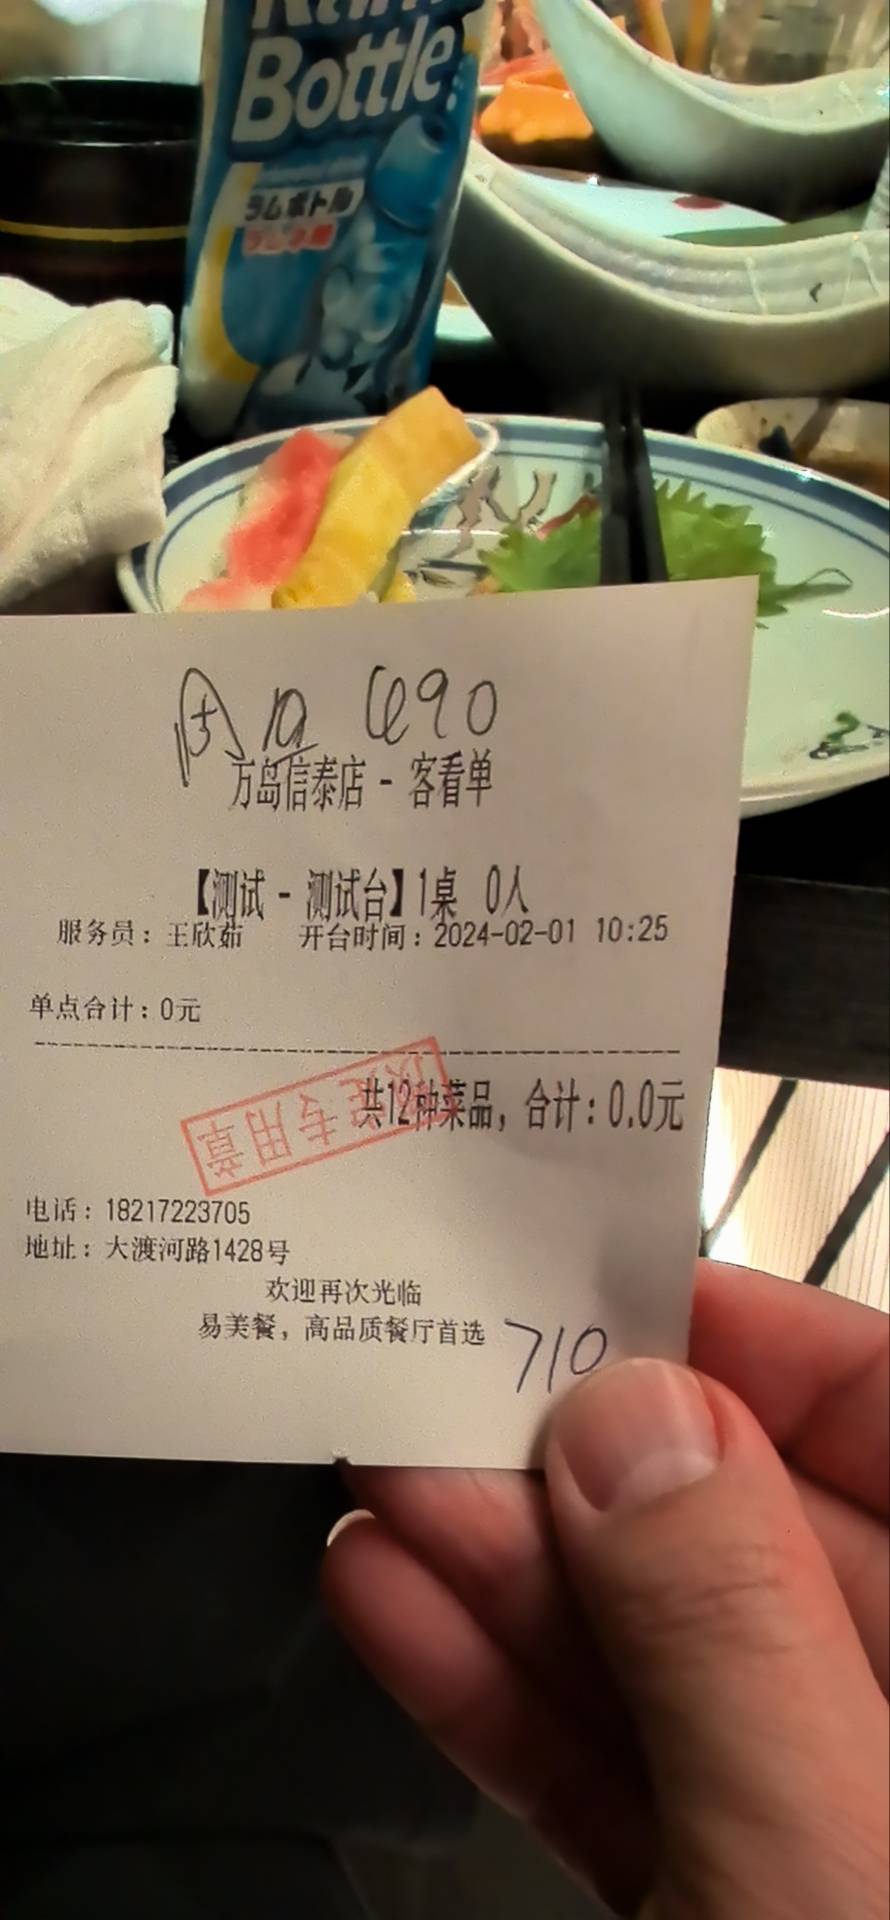 Bottle
ラムボトル
690
万岛信泰店 - 客看单
【测试 - 测试台】1桌 0人
服务员：王欣茹 开台时间：2024-02-01 10:25
单点合计：0元
共12种菜品，合计：0.0元
专用章
电话：18217223705
地址：大渡河路1428号
欢迎再次光临
易美餐，高品质餐厅首选
710